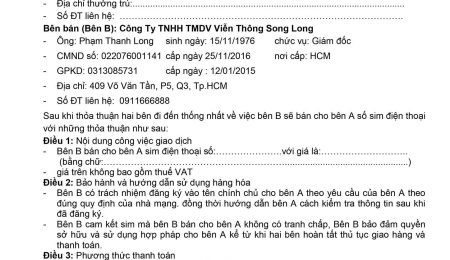 - Địa chỉ thường trú:
- Số ĐT liên hệ:
Bên bán (Bên B): Công Ty TNHH TMDV Viễn Thông Song Long
- Ông: Phạm Thanh Long sinh ngày: 15/11/1976 chức vụ: Giám đốc
- CMND số: 022076001141 cấp ngày 25/11/2016 nơi cấp: HCM
- GPKD: 0313085731 cấp ngày : 12/01/2015
- Địa chỉ: 409 Võ Văn Tần, P5, Q3, Tp.HCM
- Số ĐT liên hệ: 0911666888
Sau khi thỏa thuận hai bên đi đến thống nhất về việc bên B sẽ bán cho bên A số sim điện thoại
với những thỏa thuận như sau:
Điều 1: Nội dung công việc giao dịch
- Bên B bán cho bên A sim điện thoại số:........................với giá là:................................
(bằng chữ:..............................................................................................................)
- giá trên không bao gồm thuế VAT
Điều 2: Bảo hành và hướng dẫn sử dụng hàng hóa
- Bên B có trách nhiệm đăng ký vào tên chính chủ cho bên A theo yêu cầu của bên A theo
đúng quy định của nhà mạng. đồng thời hướng dẫn bên A cách kiểm tra thông tin sau khi
đã đăng ký.
- Bên B cam kết sim mà bên B bán cho bên A không có tranh chấp, Bên B bảo đảm quyền
sở hữu và sử dụng hợp pháp cho bên A kể từ khi hai bên hoàn tất thủ tục giao hàng và
thanh toán.
Điều 3: Phương thức thanh toán